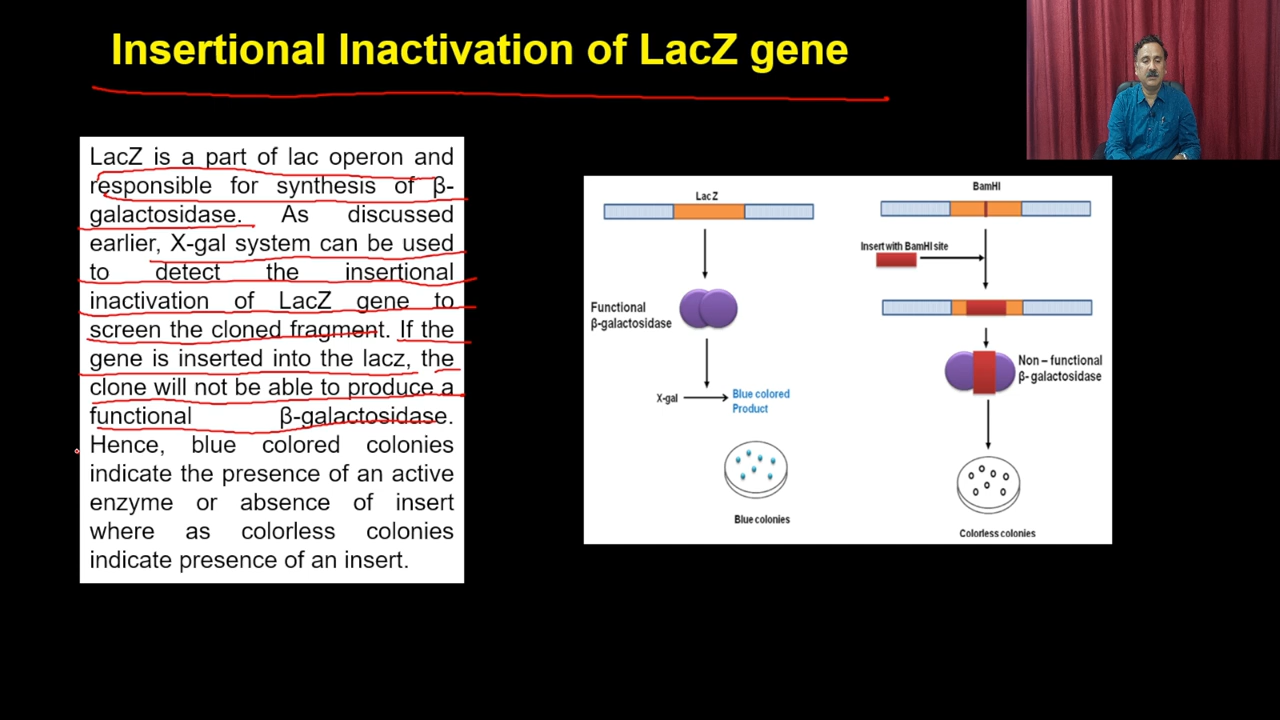 Insertional Inactivation of LacZ gene
LacZ is a part of lac operon and
responsible for synthesis of β-
galactosidase. As discussed
earlier, X-gal system can be used
to detect the insertional
inactivation of LacZ gene to
screen the cloned fragment. If the
gene is inserted into the lacz, the
clone will not be able to produce a
functional β-galactosidase.
Hence, blue colored colonies
indicate the presence of an active
enzyme or absence of insert
where as colorless colonies
indicate presence of an insert.
Lac Z
Functional
β-galactosidase
X-gal
Blue colored
Product
Blue colonies
BamHI
Insert with BamHI site
Non – functional
β- galactosidase
Colorless colonies